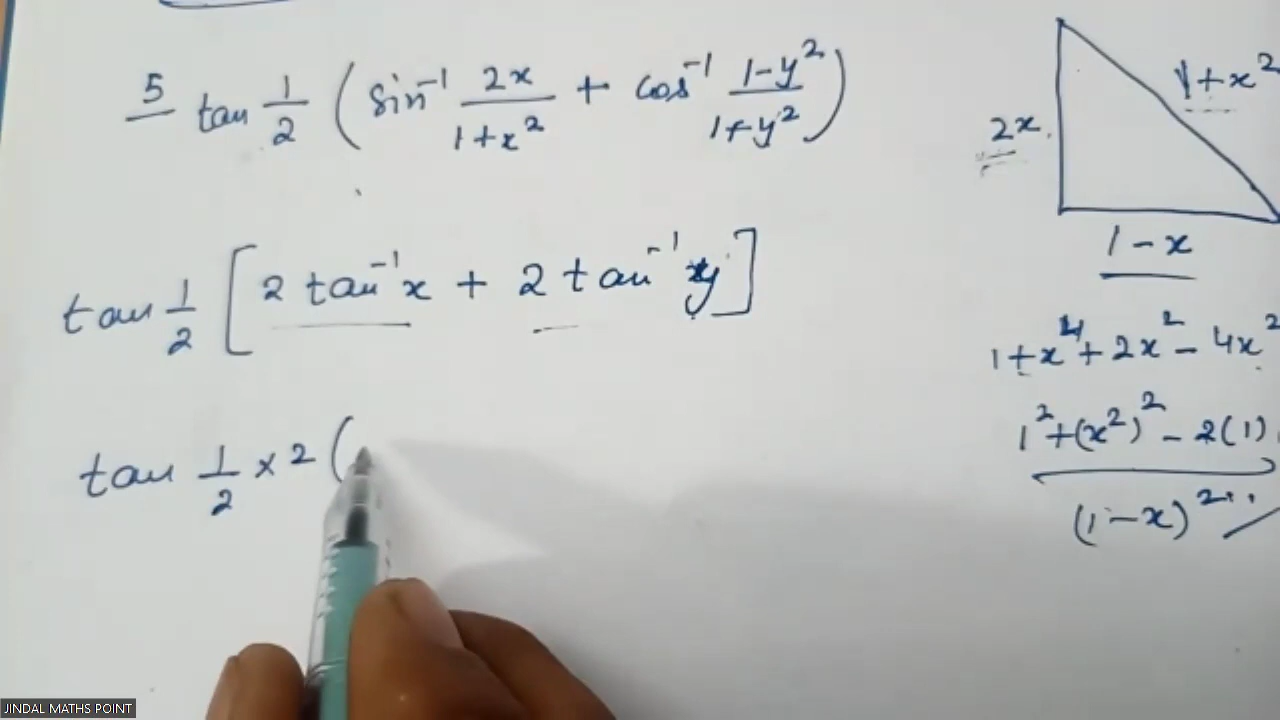 5 tan 1/2 ( sin⁻¹ 2x/1+x² + cos⁻¹ 1-y²/1+y² )
tan 1/2 [ 2 tan⁻¹x + 2 tan⁻¹ y ]
tan 1/2 × 2 (
1+x²
2x
1-x
1+x⁴+2x²-4x²
1²+(x²)²-2(1)
(1-x)²
JINDAL MATHS POINT